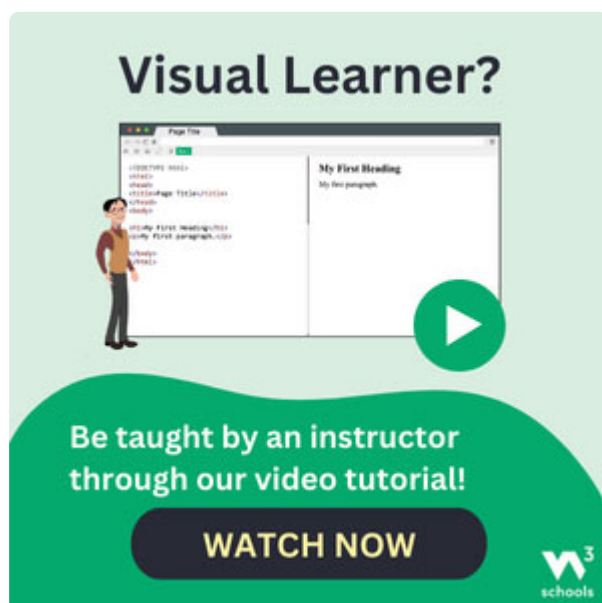 Visual Learner?
Page Title
<!DOCTYPE html>
<html>
<head>
<title>Page Title</title>
</head>
<body>
<h1>My First Heading</h1>
<p>My first paragraph.</p>
</body>
</html>
My First Heading
My first paragraph.
Be taught by an instructor
through our video tutorial!
WATCH NOW
w3
schools